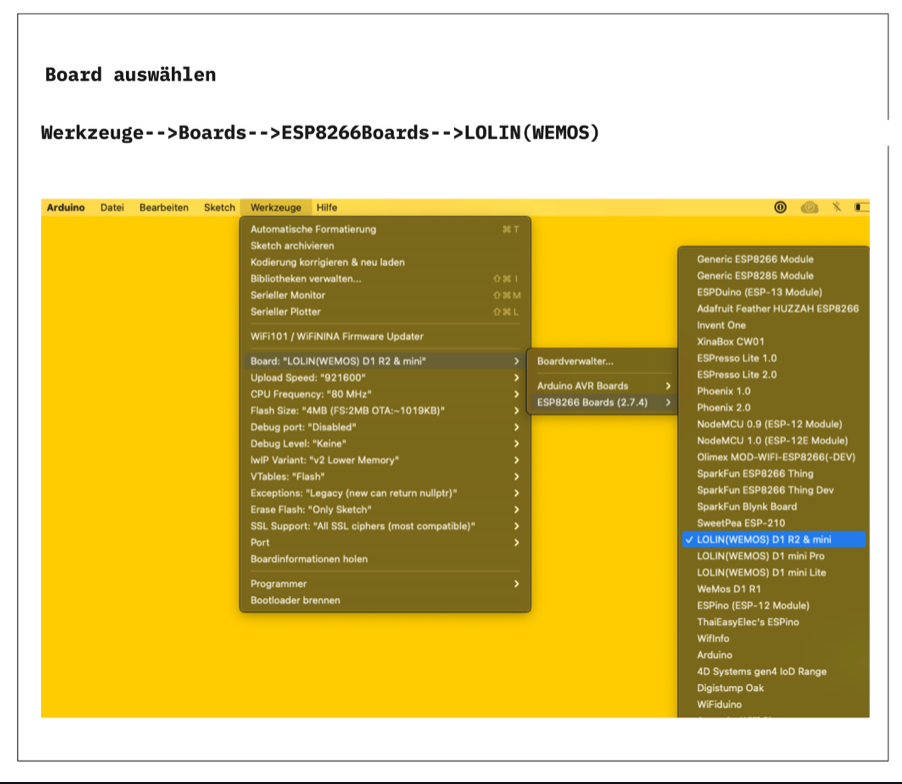 Board auswählen
Werkzeuge-->Boards-->ESP8266Boards-->LOLIN(WEMOS)
Arduino Datei Bearbeiten Sketch Werkzeuge Hilfe
Automatische Formatierung ⌘ T
Sketch archivieren
Kodierung korrigieren & neu laden
Bibliotheken verwalten... ⇧⌘ I
Serieller Monitor ⇧⌘M
Serieller Plotter ⇧⌘ L
WiFi101 / WiFiNINA Firmware Updater
Board: "LOLIN(WEMOS) D1 R2 & mini"
Upload Speed: "921600"
CPU Frequency: "80 MHz"
Flash Size: "4MB (FS:2MB OTA:~1019KB)"
Debug port: "Disabled"
Debug Level: "Keine"
lwIP Variant: "v2 Lower Memory"
VTables: "Flash"
Exceptions: "Legacy (new can return nullptr)"
Erase Flash: "Only Sketch"
SSL Support: "All SSL ciphers (most compatible)"
Port
Boardinformationen holen
Programmer
Bootloader brennen
Boardverwalter...
Arduino AVR Boards
ESP8266 Boards (2.7.4)
Generic ESP8266 Module
Generic ESP8285 Module
ESPDuino (ESP-13 Module)
Adafruit Feather HUZZAH ESP8266
Invent One
XinaBox CW01
ESPresso Lite 1.0
ESPresso Lite 2.0
Phoenix 1.0
Phoenix 2.0
NodeMCU 0.9 (ESP-12 Module)
NodeMCU 1.0 (ESP-12E Module)
Olimex MOD-WIFI-ESP8266(-DEV)
SparkFun ESP8266 Thing
SparkFun ESP8266 Thing Dev
SparkFun Blynk Board
SweetPea ESP-210
✓ LOLIN(WEMOS) D1 R2 & mini
LOLIN(WEMOS) D1 mini Pro
LOLIN(WEMOS) D1 mini Lite
WeMos D1 R1
ESPino (ESP-12 Module)
ThaiEasyElec's ESPino
WifInfo
Arduino
4D Systems gen4 IoD Range
Digistump Oak
WiFiduino